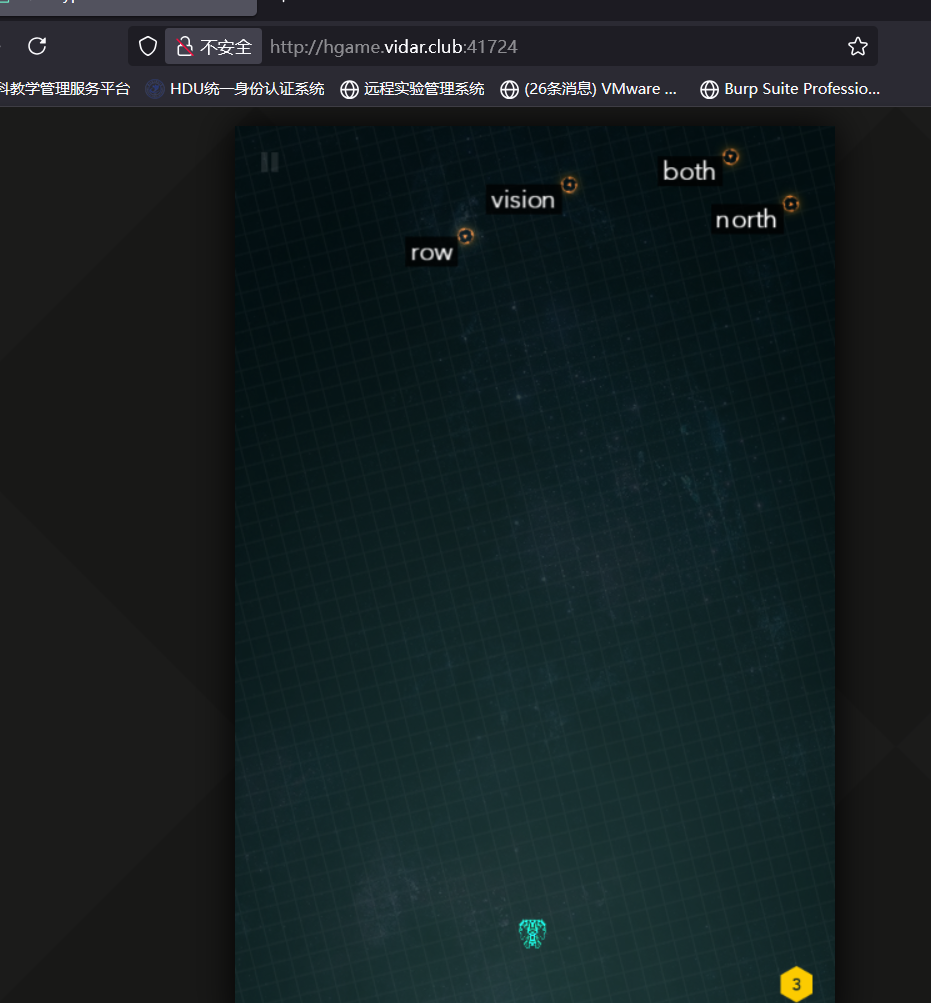 不安全 http://hgame.vidar.club:41724
科教学管理服务平台 HDU统一身份认证系统 远程实验管理系统 (26条消息) VMware ... Burp Suite Professio...
both
vision
north
row
3